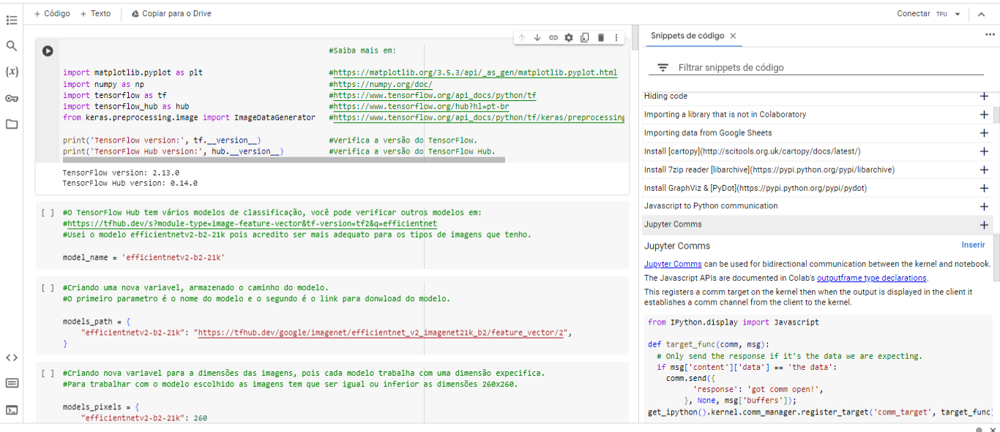 + Código + Texto Copiar para o Drive
Conectar TPU
#Saiba mais em:
import matplotlib.pyplot as plt #https://matplotlib.org/3.5.3/api/_as_gen/matplotlib.pyplot.html
import numpy as np #https://numpy.org/doc/
import tensorflow as tf #https://www.tensorflow.org/api_docs/python/tf
import tensorflow_hub as hub #https://www.tensorflow.org/hub?hl=pt-br
from keras.preprocessing.image import ImageDataGenerator #https://www.tensorflow.org/api_docs/python/tf/keras/preprocessing
print('TensorFlow version:', tf.__version__) #Verifica a versão do TensorFlow.
print('TensorFlow Hub version:', hub.__version__) #Verifica a versão do TensorFlow Hub.
TensorFlow version: 2.13.0
TensorFlow Hub version: 0.14.0
[ ] #O TensorFlow Hub tem vários modelos de classificação, você pode verificar outros modelos em:
#https://tfhub.dev/s?module-type=image-feature-vector&tf-version=tf2&q=efficientnet
#Usei o modelo efficientnetv2-b2-21k pois acredito ser mais adequato para os tipos de imagens que tenho.
model_name = 'efficientnetv2-b2-21k'
[ ] #Criando uma nova variavel, armazenado o caminho do modelo.
#O primeiro parametro é o nome do modelo e o segundo é o link para donwload do modelo.
models_path = {
"efficientnetv2-b2-21k": "https://tfhub.dev/google/imagenet/efficientnet_v2_imagenet21k_b2/feature_vector/2",
}
[ ] #Criando nova variavel para a dimensões das imagens, pois cada modelo trabalha com uma dimensão expecifica.
#Para trabalhar com o modelo escolhido as imagens tem que ser igual ou inferior as dimensões 260x260.
models_pixels = {
"efficientnetv2-b2-21k": 260
Snippets de código
Filtrar snippets de código
Hiding code
Importing a library that is not in Colaboratory
Importing data from Google Sheets
Install [cartopy](http://scitools.org.uk/cartopy/docs/latest/)
Install 7zip reader [libarchive](https://pypi.python.org/pypi/libarchive)
Install GraphViz & [PyDot](https://pypi.python.org/pypi/pydot)
Javascript to Python communication
Jupyter Comms
Jupyter Comms Inserir
Jupyter Comms can be used for bidirectional communication between the kernel and notebook.
The Javascript APIs are documented in Colab's outputframe type declarations.
This registers a comm target on the kernel then when the output is displayed in the client it
establishes a comm channel from the client to the kernel.
from IPython.display import Javascript
def target_func(comm, msg):
# Only send the response if it's the data we are expecting.
if msg['content']['data'] == 'the data':
comm.send({
'response': 'got comm open!',
}, None, msg['buffers']);
get_ipython().kernel.comm_manager.register_target('comm_target', target_func)